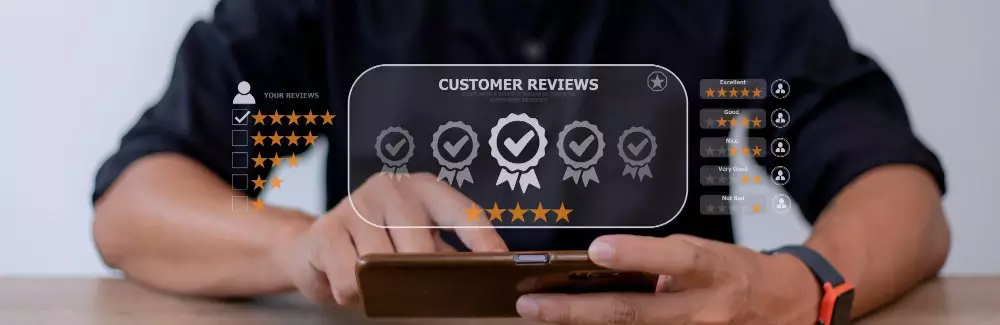 CUSTOMER REVIEWS
YOUR REVIEWS
Excellent
Good
Nice
Very Good
Not Bad